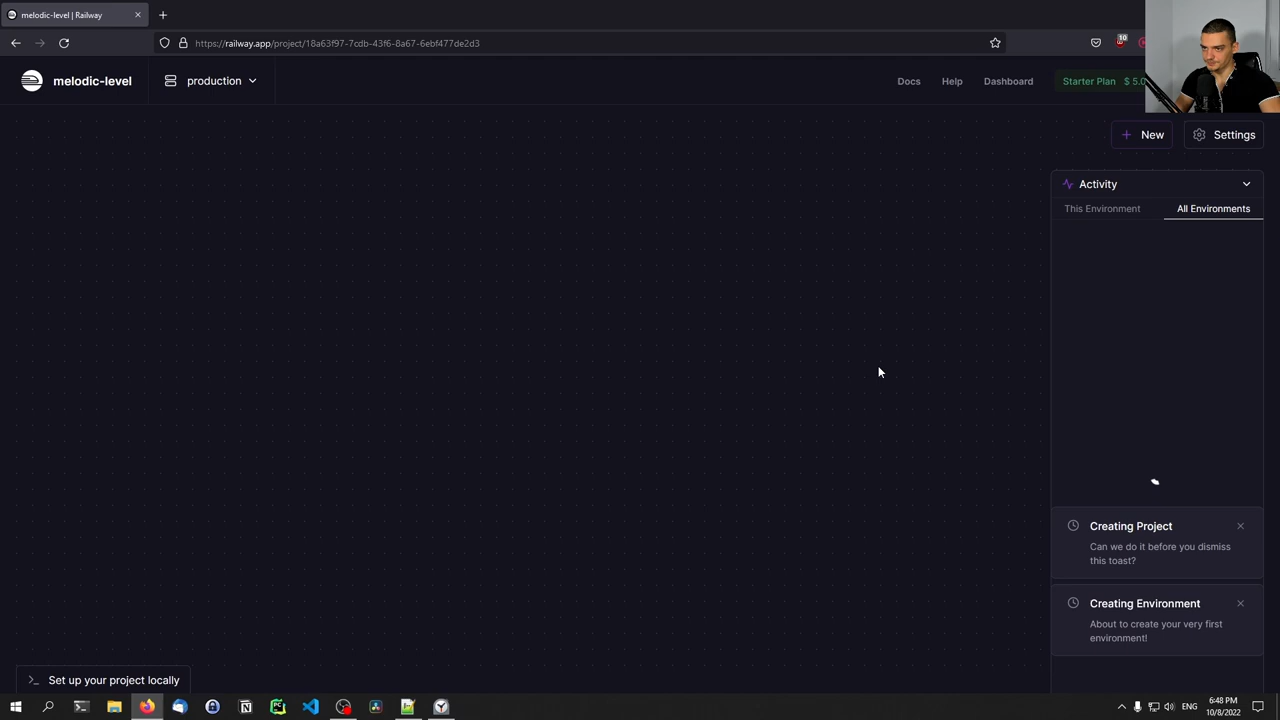 melodic-level | Railway
https://railway.app/project/18a63f97-7cdb-43f6-8a67-6ebf477de2d3
10
melodic-level
production
Docs
Help
Dashboard
Starter Plan $ 5.0
New
Settings
Activity
This Environment
All Environments
Creating Project
Can we do it before you dismiss
this toast?
Creating Environment
About to create your very first
environment!
Set up your project locally
ENG
6:48 PM
10/8/2022